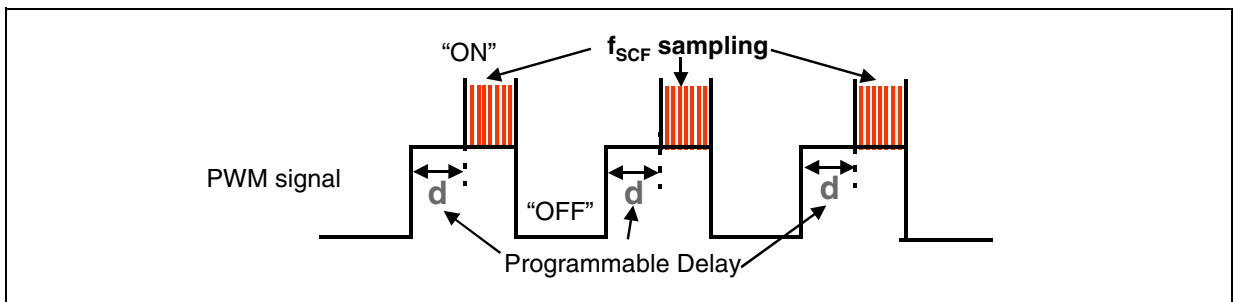 “ON”
fSCF sampling
PWM signal
d
d
d
“OFF”
Programmable Delay